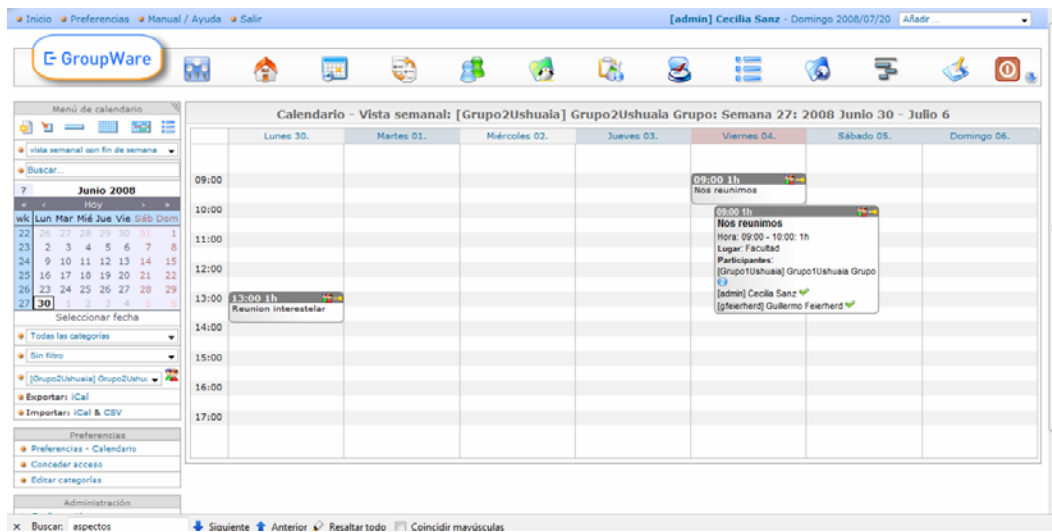 Inicio Preferencias Manual / Ayuda Salir
[admin] Cecilia Sanz - Domingo 2008/07/20 Añadir ...
E- GroupWare
Menú de calendario
Calendario - Vista semanal: [Grupo2Ushuaia] Grupo2Ushuaia Grupo: Semana 27: 2008 Junio 30 - Julio 6
Lunes 30. Martes 01. Miércoles 02. Jueves 03. Viernes 04. Sábado 05. Domingo 06.
vista semanal con fin de semana
Buscar...
? Junio 2008
« ‹ Hoy › »
wk Lun Mar Mié Jue Vie Sáb Dom
22 26 27 28 29 30 31 1
23 2 3 4 5 6 7 8
24 9 10 11 12 13 14 15
25 16 17 18 19 20 21 22
26 23 24 25 26 27 28 29
27 30 1 2 3 4 5 6
Seleccionar fecha
Todas las categorías
Sin filtro
[Grupo2Ushuaia] Grupo2Ushu
Exportar: iCal
Importar: iCal & CSV
Preferencias
Preferencias - Calendario
Conceder acceso
Editar categorías
Administración
09:00
10:00
11:00
12:00
13:00
14:00
15:00
16:00
17:00
13:00 1h
Reunion interestelar
09:00 1h
Nos reunimos
09:00 1h
Nos reunimos
Hora: 09:00 - 10:00: 1h
Lugar: Facultad
Participantes:
[Grupo1Ushuaia] Grupo1Ushuaia Grupo
[admin] Cecilia Sanz
[gfeierherd] Guillermo Feierherd
× Buscar: aspectos Siguiente Anterior Resaltar todo Coincidir mayúsculas